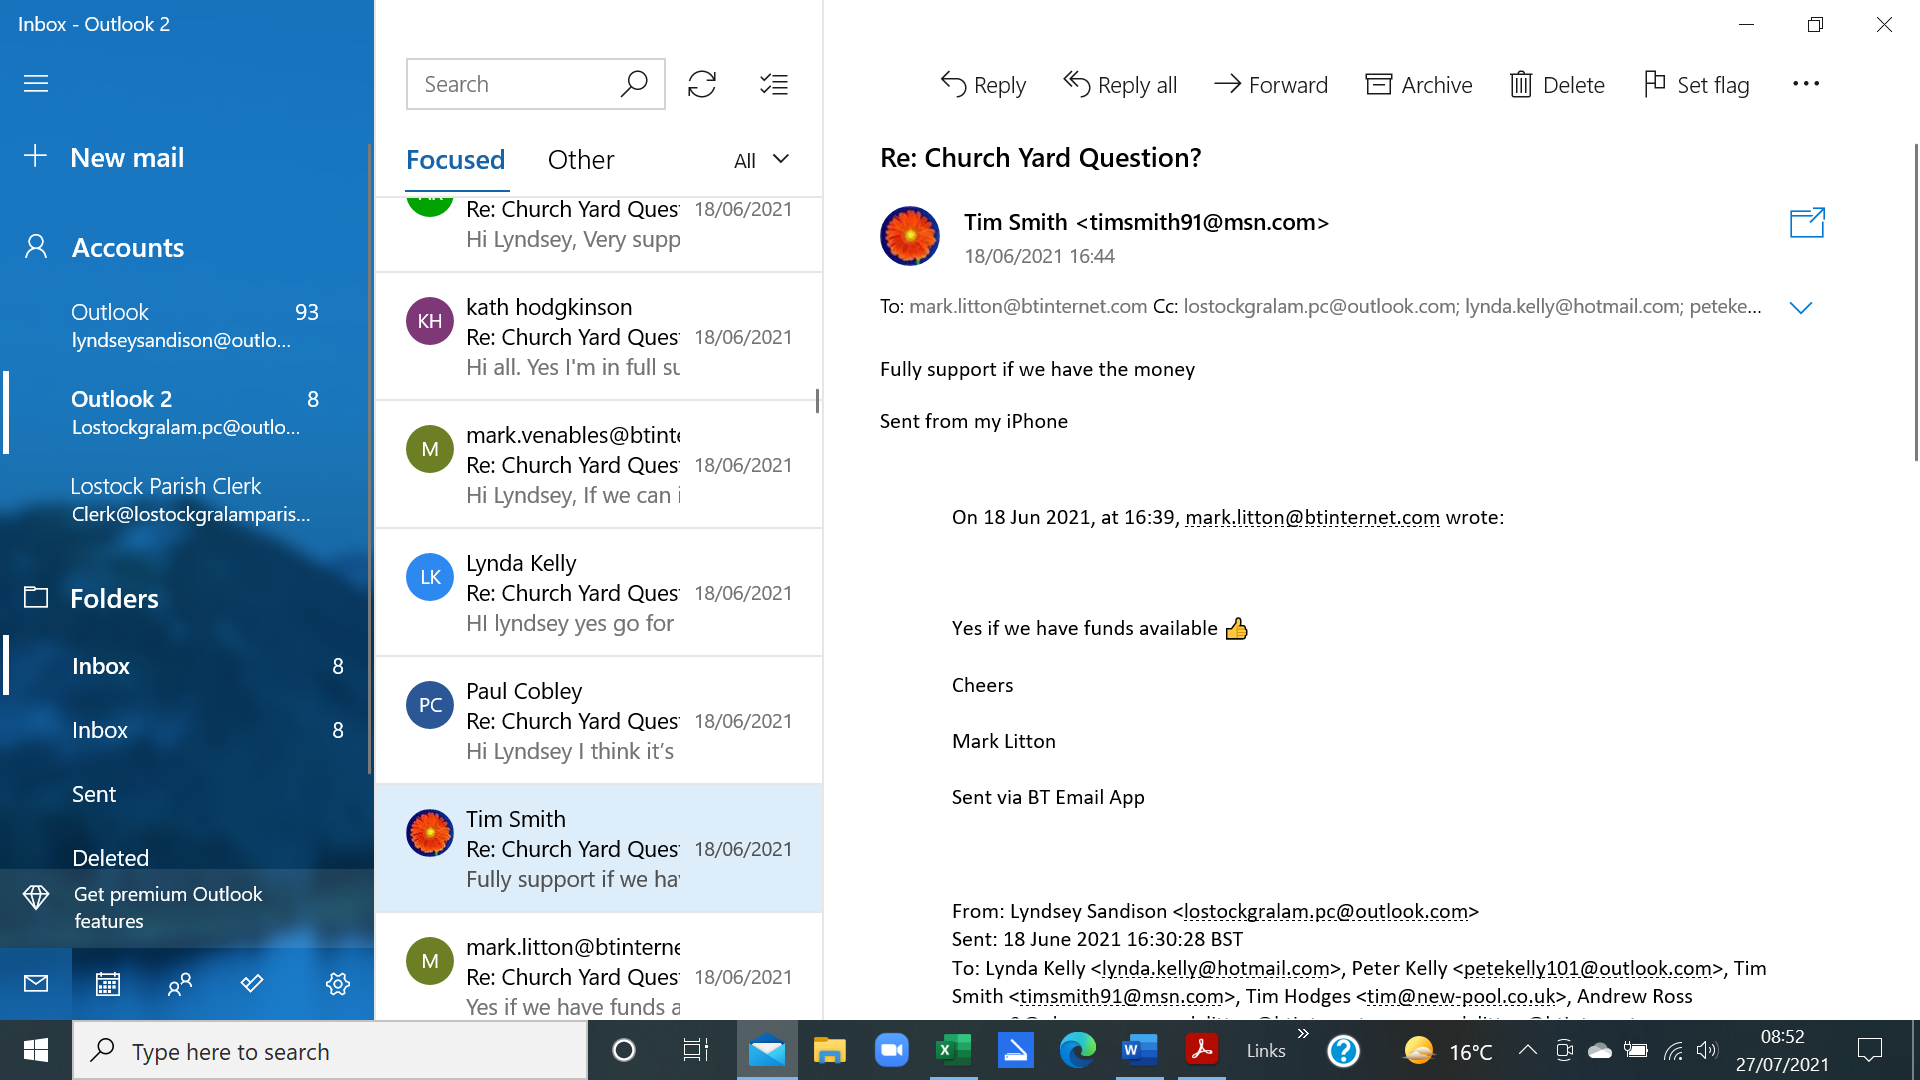 Inbox - Outlook 2
New mail
Accounts
Outlook 93
lyndseysandison@outlo...
Outlook 2 8
Lostockgralam.pc@outlo...
Lostock Parish Clerk
Clerk@lostockgralamparis...
Folders
Inbox 8
Inbox 8
Sent
Deleted
Get premium Outlook
features
Search
Focused Other All
Re: Church Yard Ques 18/06/2021
Hi Lyndsey, Very supp
KH
kath hodgkinson
Re: Church Yard Ques 18/06/2021
Hi all. Yes I'm in full su
M
mark.venables@btinte
Re: Church Yard Ques 18/06/2021
Hi Lyndsey, If we can i
LK
Lynda Kelly
Re: Church Yard Ques 18/06/2021
HI lyndsey yes go for
PC
Paul Cobley
Re: Church Yard Ques 18/06/2021
Hi Lyndsey I think it’s
Tim Smith
Re: Church Yard Ques 18/06/2021
Fully support if we hav
M
mark.litton@btinterne
Re: Church Yard Ques 18/06/2021
Yes if we have funds a
Reply Reply all Forward Archive Delete Set flag
Re: Church Yard Question?
Tim Smith <timsmith91@msn.com>
18/06/2021 16:44
To: mark.litton@btinternet.com Cc: lostockgralam.pc@outlook.com; lynda.kelly@hotmail.com; peteke...
Fully support if we have the money
Sent from my iPhone
On 18 Jun 2021, at 16:39, mark.litton@btinternet.com wrote:
Yes if we have funds available 👍
Cheers
Mark Litton
Sent via BT Email App
From: Lyndsey Sandison <lostockgralam.pc@outlook.com>
Sent: 18 June 2021 16:30:28 BST
To: Lynda Kelly <lynda.kelly@hotmail.com>, Peter Kelly <petekelly101@outlook.com>, Tim
Smith <timsmith91@msn.com>, Tim Hodges <tim@new-pool.co.uk>, Andrew Ross
Type here to search
Links
16°C
08:52
27/07/2021